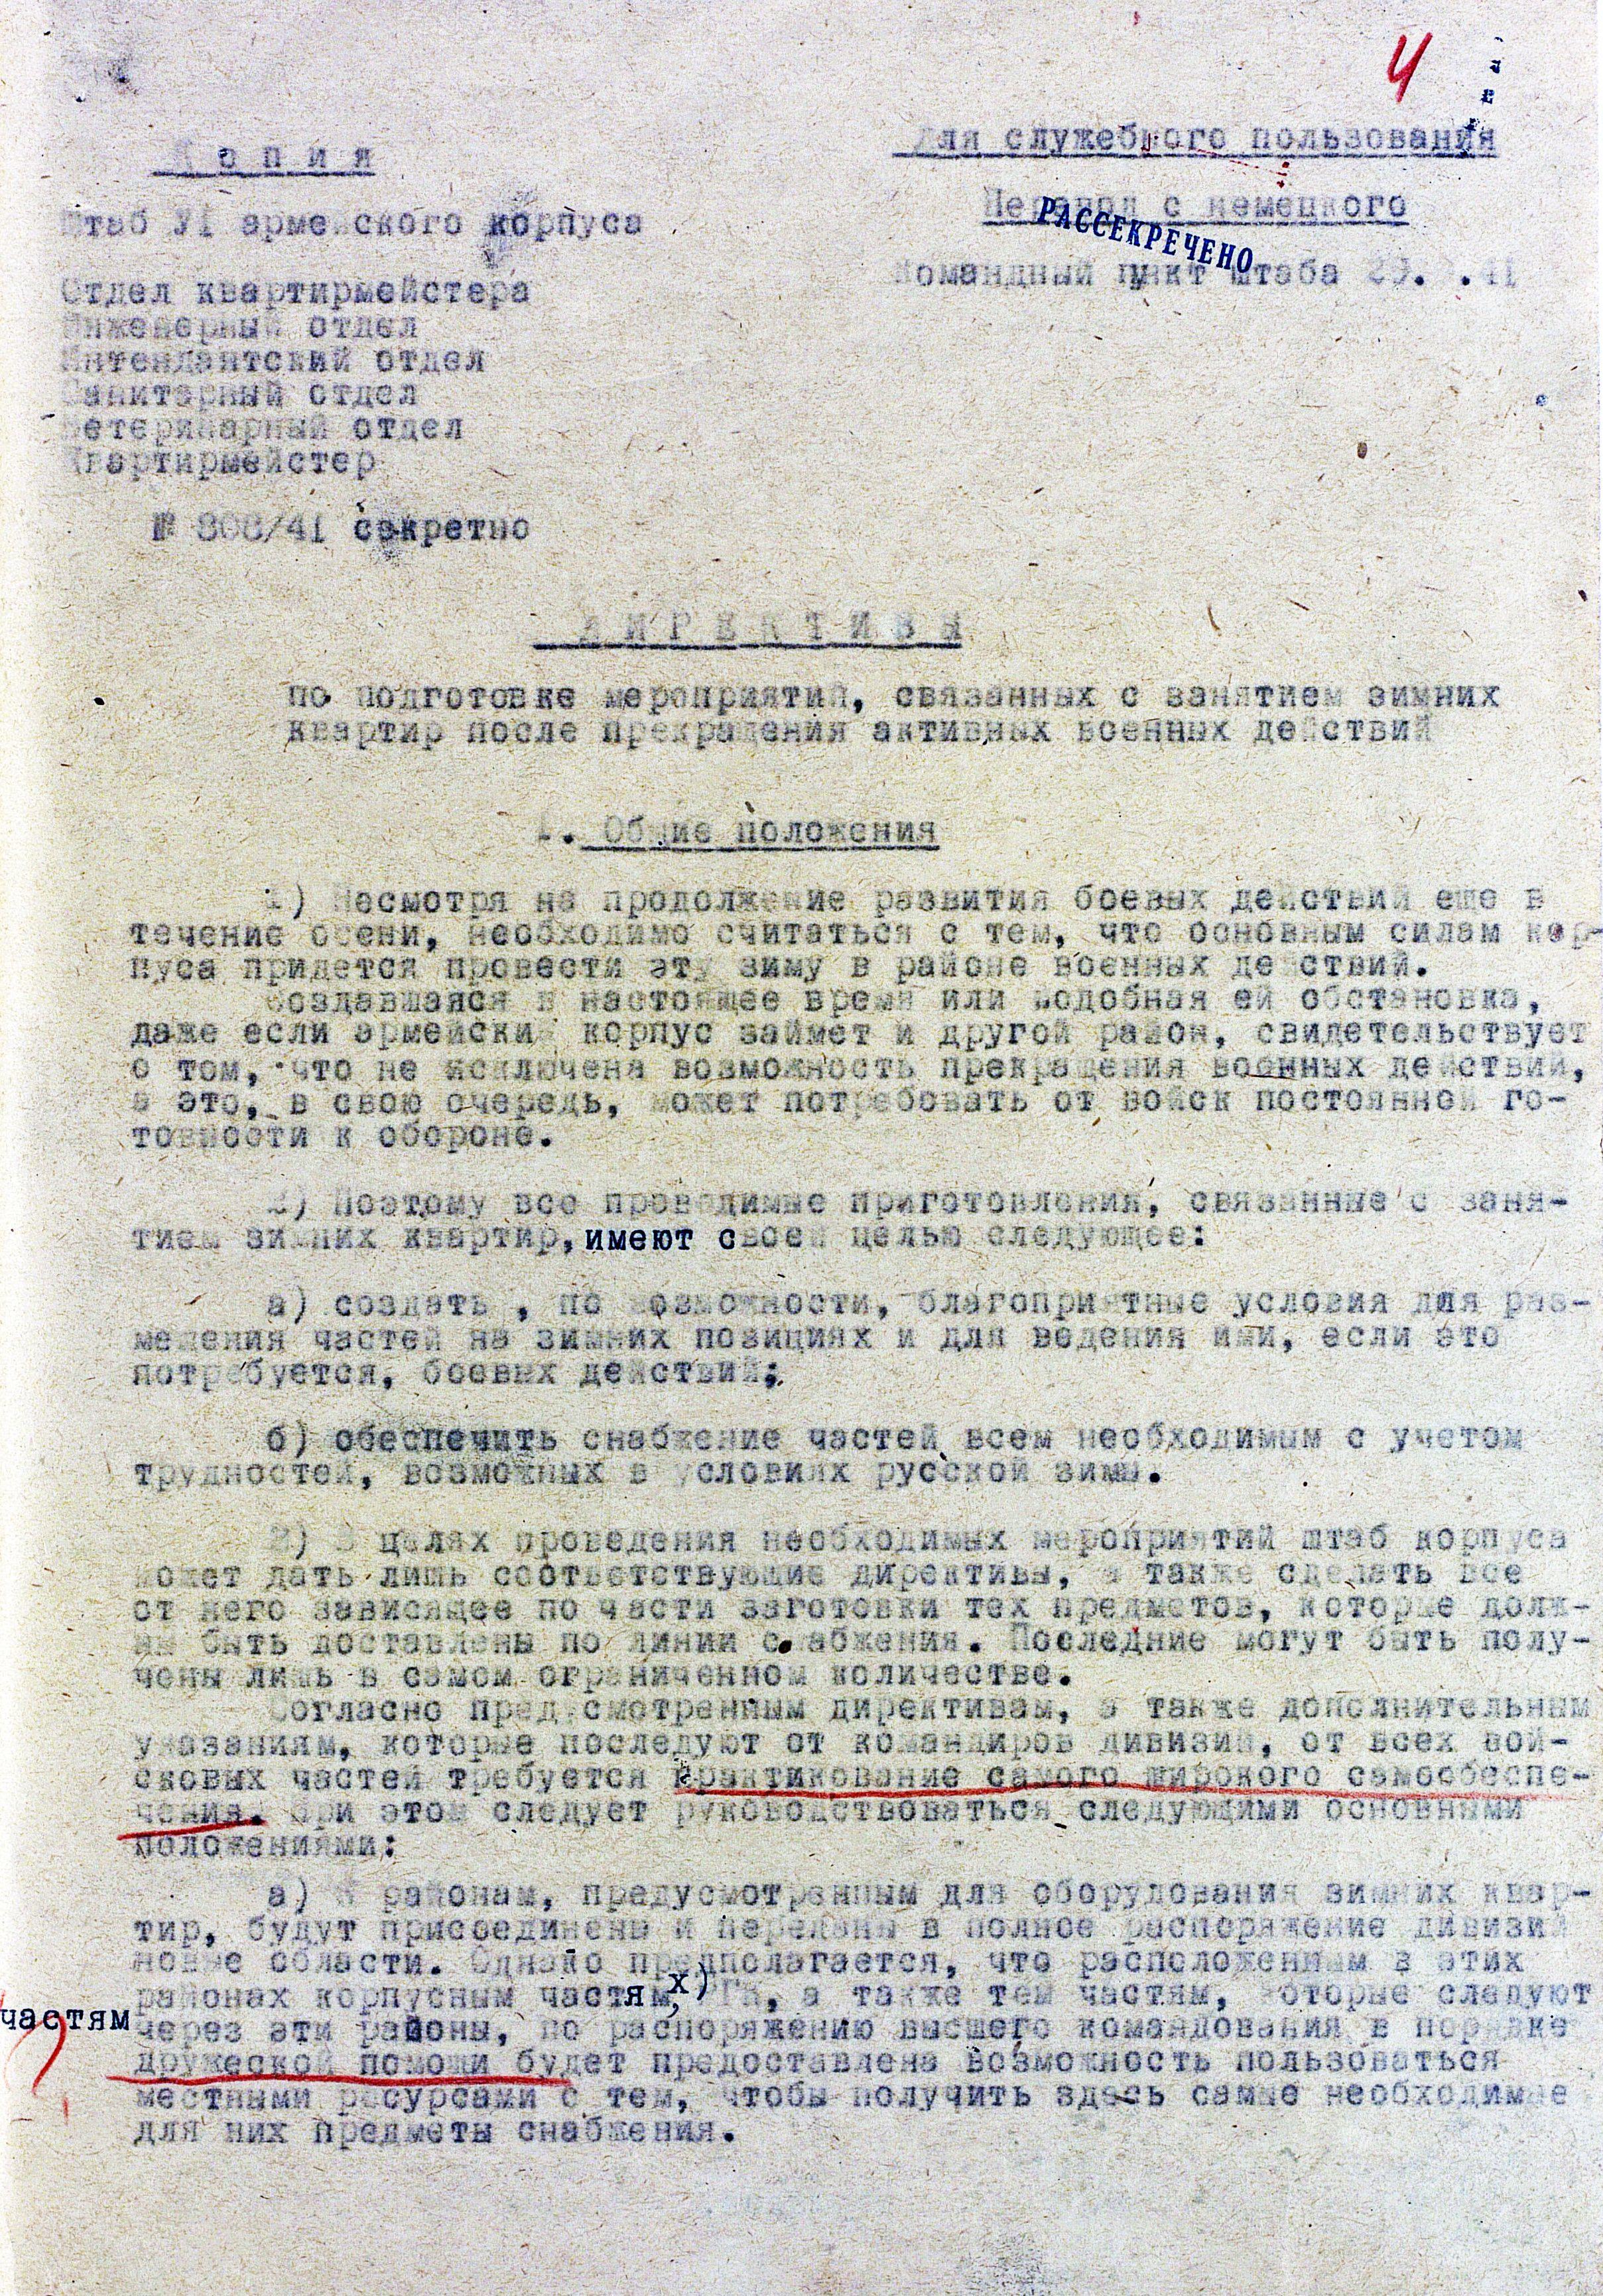 4
Для служебного пользования
Копия
Перевод с немецкого
РАССЕКРЕЧЕНО
Штаб УI армейского корпуса
Командный пункт штаба .41
Отдел квартирмейстера
Инженерный отдел
Интендантский отдел
Санитарный отдел
Ветеринарный отдел
Квартирмейстер
№ 808/41 секретно
ДИРЕКТИВЫ
по подготовке мероприятий, связанных с занятием зимних
квартир после прекращения активных военных действий
I. Общие положения
1) Несмотря на продолжение развития боевых действий еще в
течение осени, необходимо считаться с тем, что основным силам кор-
пуса придется провести эту зиму в районе военных действий.
Создавшаяся в настоящее время или подобная ей обстановка,
даже если армейский корпус займет и другой район, свидетельствует
о том, что не исключена возможность прекращения военных действий,
а это, в свою очередь, может потребовать от войск постоянной го-
товности к обороне.
2) Поэтому все проводимые приготовления, связанные с заня-
тием зимних квартир, имеют своей целью следующее:
а) создать , по возможности, благоприятные условия для раз-
мещения частей на зимних позициях и для ведения ими, если это
потребуется, боевых действий;
б) обеспечить снабжение частей всем необходимым с учетом
трудностей, возможных в условиях русской зимы.
2) В целях проведения необходимых мероприятий штаб корпуса
может дать лишь соответствующие директивы, а также сделать все
от него зависящее по части заготовки тех предметов, которые долж-
ны быть доставлены по линии снабжения. Последние могут быть полу-
чены лишь в самом ограниченном количестве.
Согласно предусмотренным директивам, а также дополнительным
указаниям, которые последуют от командиров дивизий, от всех вой-
сковых частей требуется практикование самого широкого самообеспе-
чения. При этом следует руководствоваться следующими основными
положениями:
а) К районам, предусмотренным для оборудования зимних квар-
тир, будут присоединены и переданы в полное распоряжение дивизий
новые области. Однако предполагается, что расположенным в этих
районах корпусным частям, х) РГК, а также тем частям, которые следуют
частям
через эти районы, по распоряжению высшего командования в порядке
дружеской помощи будет предоставлена возможность пользоваться
местными ресурсами с тем, чтобы получить здесь самые необходимые
для них предметы снабжения.